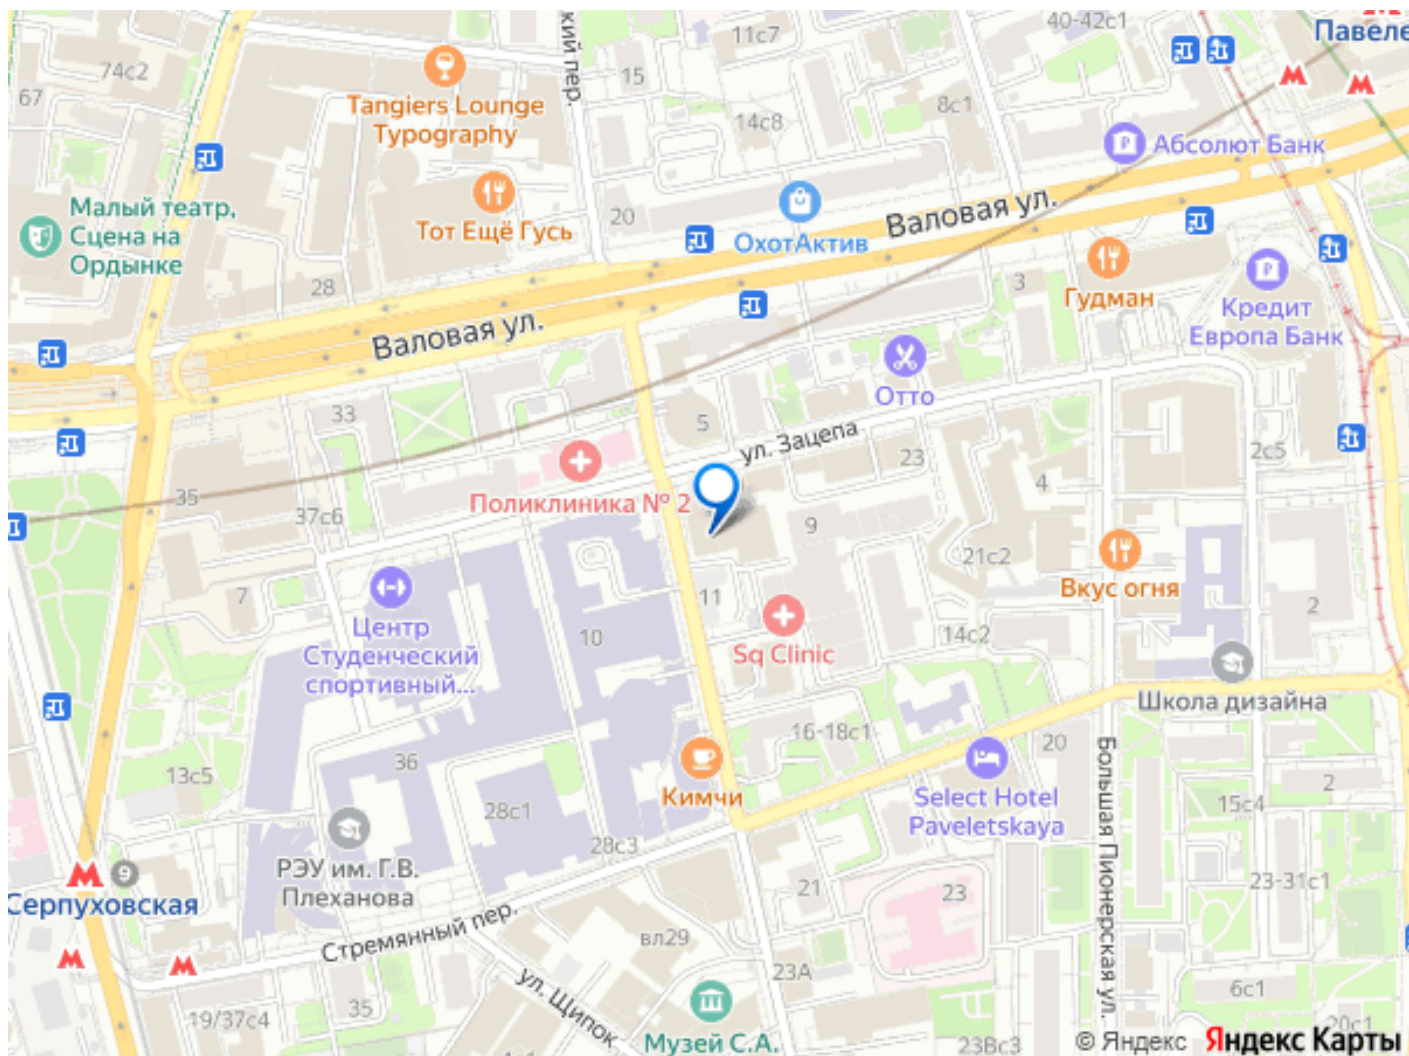 40-42с1
Павеле
11с7
кий пер.
15
74с2
67
Tangiers Lounge
Typography
8с1
14с8
Абсолют Банк
Малый театр,
Сцена на
Ордынке
Тот Ещё Гусь
20
ОхотАктив
Валовая ул.
28
3
Гудман
Кредит
Европа Банк
Валовая ул.
Отто
33
5
ул. Зацепа
23
2с5
35
Поликлиника № 2
4
37с6
9
21с2
Вкус огня
7
11
2
Центр
Студенческий
спортивный...
10
Sq Clinic
14с2
Школа дизайна
16-18с1
20
36
13с5
Кимчи
Select Hotel
Paveletskaya
Большая Пионерская ул.
2
15с4
28с1
28с3
РЭУ им. Г.В.
Плеханова
9
Серпуховская
21
23
23-31с1
Стремянный пер.
вл29
23А
ул. Щипок
35
19/37с4
6с1
20с1
Музей С.А.
23Вс3
© Яндекс Яндекс Карты